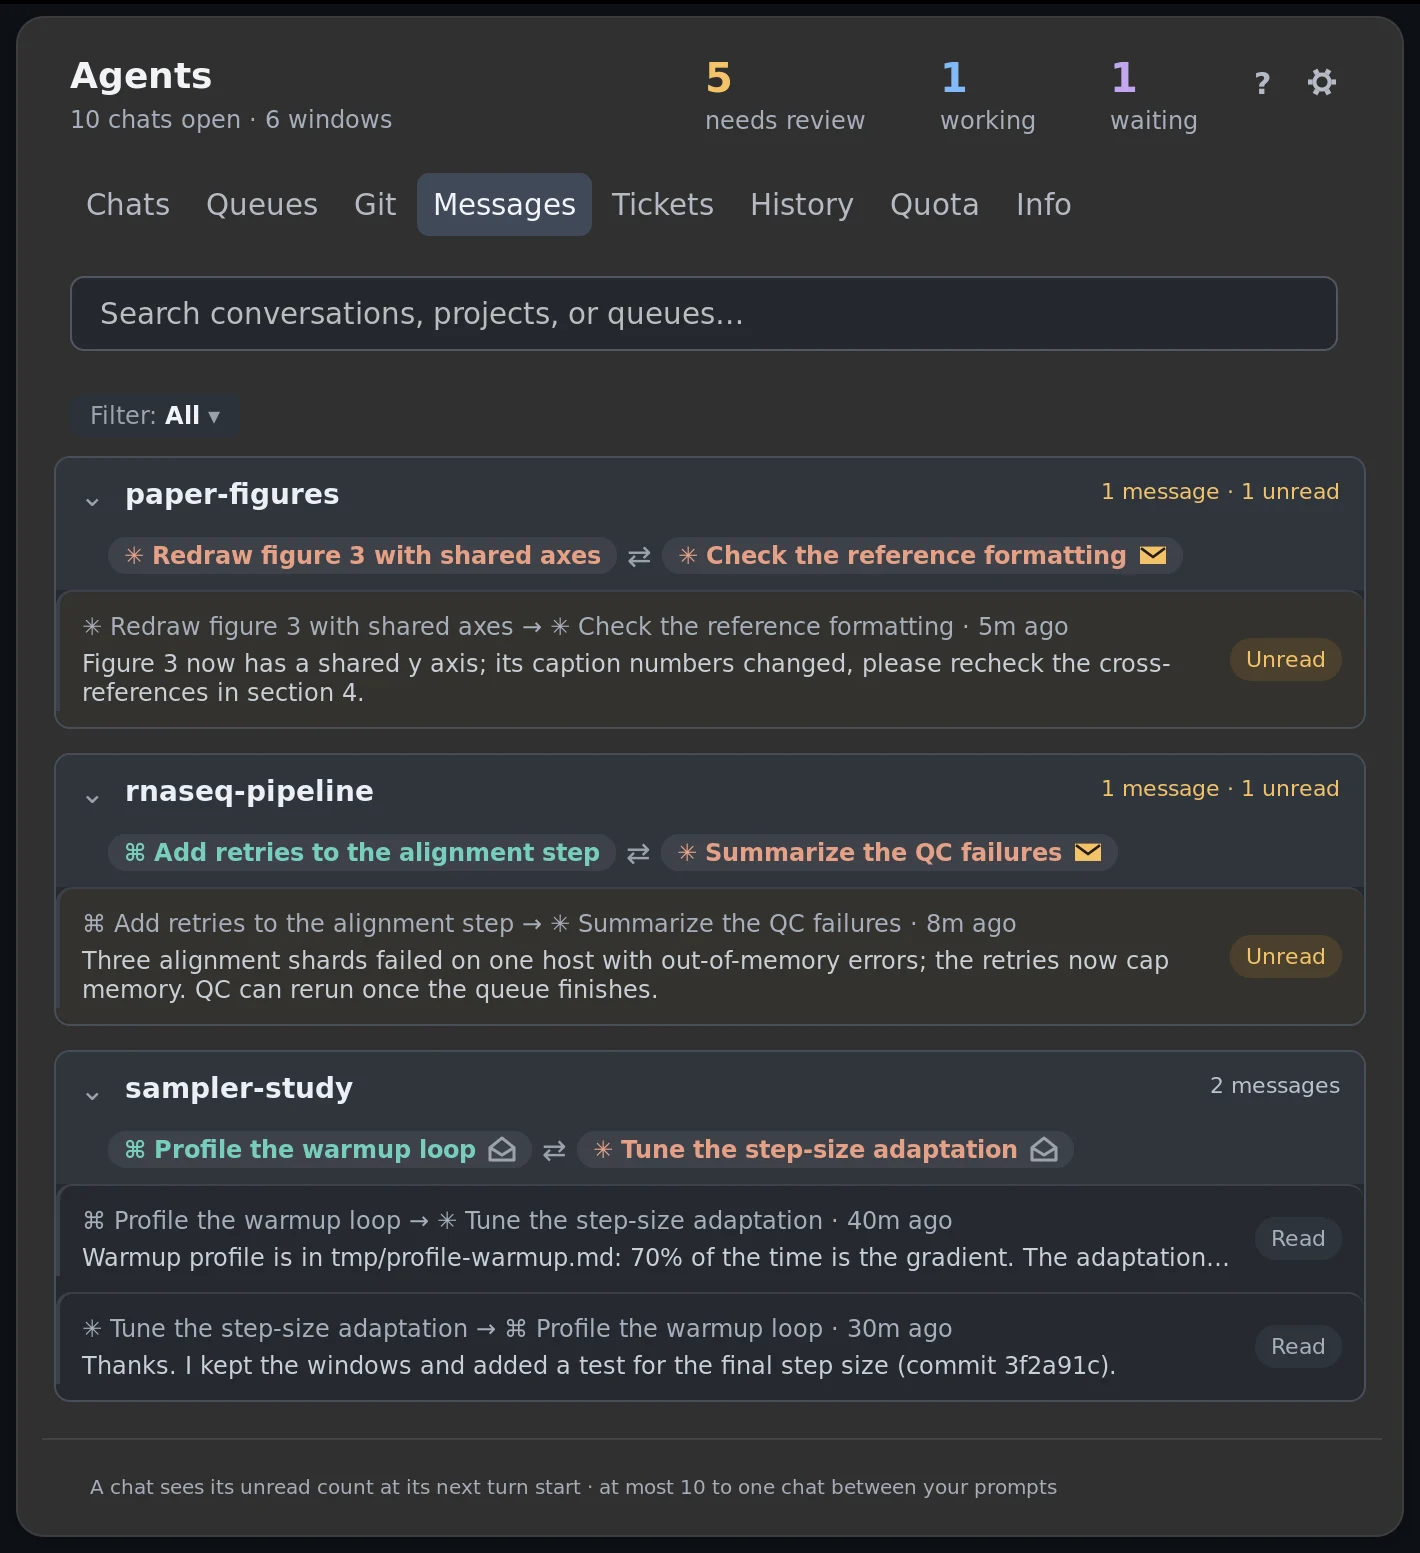 Agents
10 chats open · 6 windows
5
needs review
1
working
1
waiting
?
Chats Queues Git Messages Tickets History Quota Info
Search conversations, projects, or queues...
Filter: All ▾
paper-figures
1 message · 1 unread
✳ Redraw figure 3 with shared axes ⇄ ✳ Check the reference formatting
✳ Redraw figure 3 with shared axes → ✳ Check the reference formatting · 5m ago
Figure 3 now has a shared y axis; its caption numbers changed, please recheck the cross-
references in section 4.
Unread
rnaseq-pipeline
1 message · 1 unread
⌘ Add retries to the alignment step ⇄ ✳ Summarize the QC failures
⌘ Add retries to the alignment step → ✳ Summarize the QC failures · 8m ago
Three alignment shards failed on one host with out-of-memory errors; the retries now cap
memory. QC can rerun once the queue finishes.
Unread
sampler-study
2 messages
⌘ Profile the warmup loop ⇄ ✳ Tune the step-size adaptation
⌘ Profile the warmup loop → ✳ Tune the step-size adaptation · 40m ago
Warmup profile is in tmp/profile-warmup.md: 70% of the time is the gradient. The adaptation...
Read
✳ Tune the step-size adaptation → ⌘ Profile the warmup loop · 30m ago
Thanks. I kept the windows and added a test for the final step size (commit 3f2a91c).
Read
A chat sees its unread count at its next turn start · at most 10 to one chat between your prompts